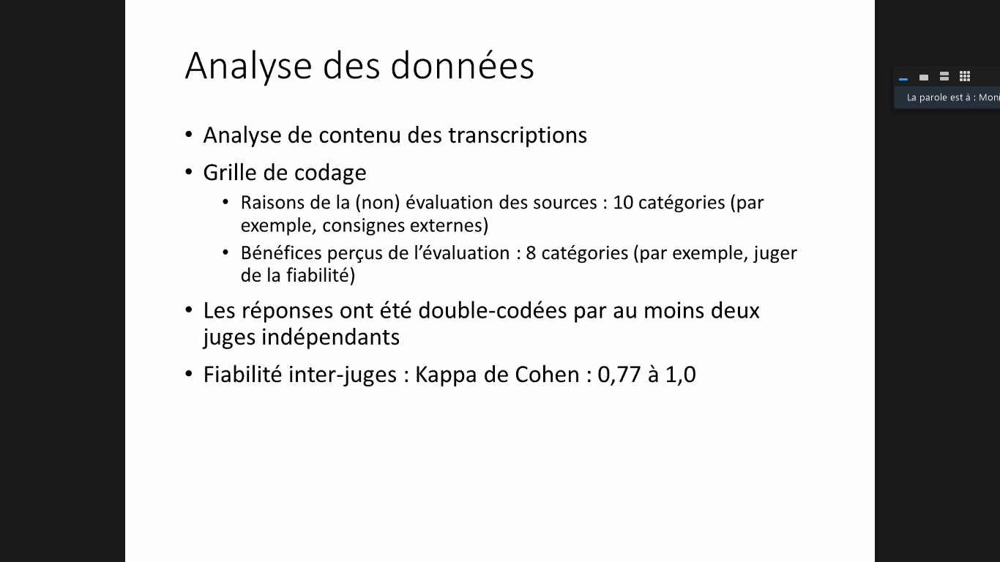 Analyse des données
• Analyse de contenu des transcriptions
• Grille de codage
• Raisons de la (non) évaluation des sources : 10 catégories (par
exemple, consignes externes)
• Bénéfices perçus de l’évaluation : 8 catégories (par exemple, juger
de la fiabilité)
• Les réponses ont été double-codées par au moins deux
juges indépendants
• Fiabilité inter-juges : Kappa de Cohen : 0,77 à 1,0
La parole est à : Moni